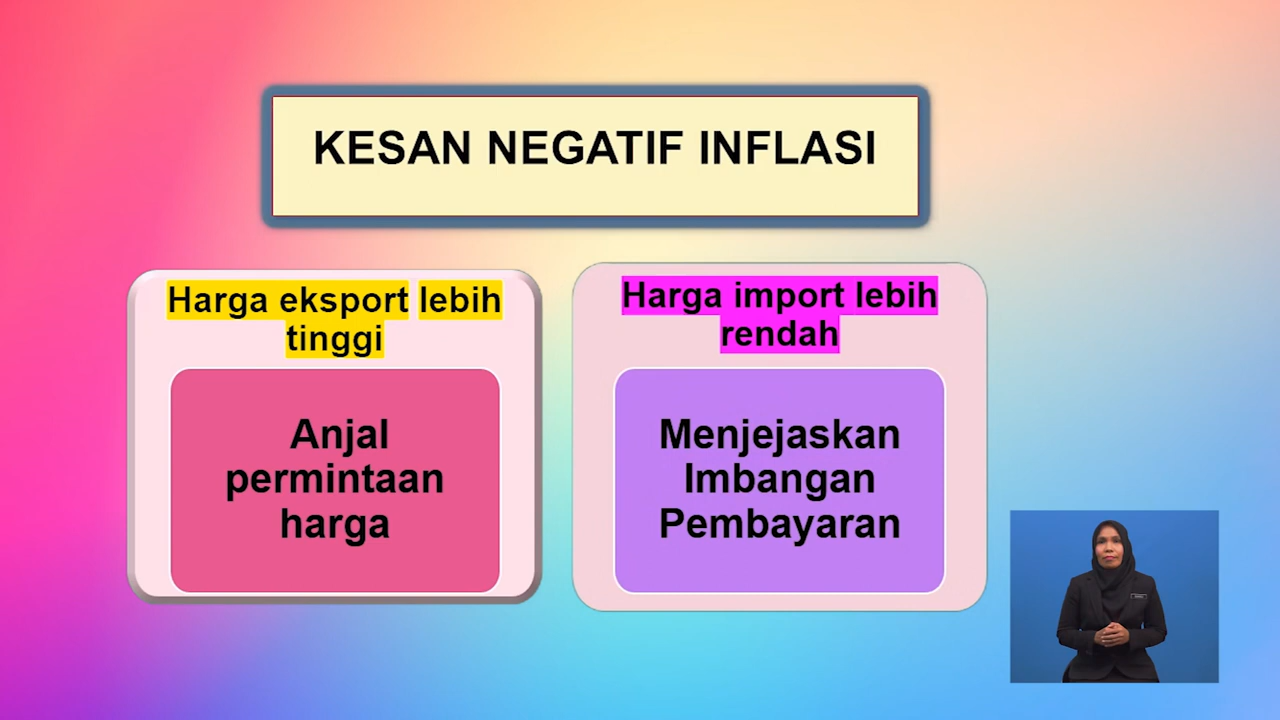 KESAN NEGATIF INFLASI
Harga eksport lebih
tinggi
Anjal
permintaan
harga
Harga import lebih
rendah
Menjejaskan
Imbangan
Pembayaran